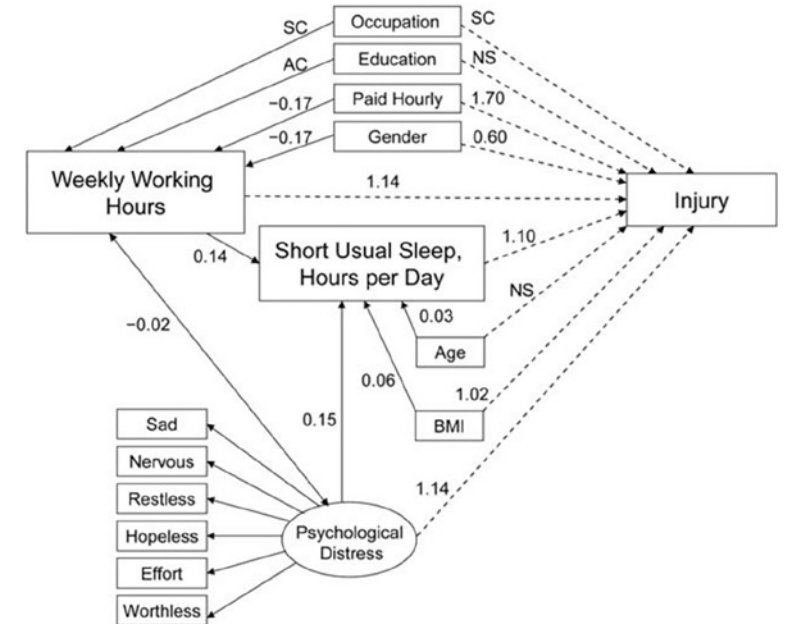 SC
Occupation
SC
AC
Education
NS
−0.17
Paid Hourly
1.70
−0.17
Gender
0.60
Weekly Working
Hours
1.14
Injury
0.14
Short Usual Sleep,
Hours per Day
1.10
NS
−0.02
0.03
Age
0.06
1.02
BMI
0.15
Sad
Nervous
Restless
Hopeless
Effort
Worthless
1.14
Psychological
Distress